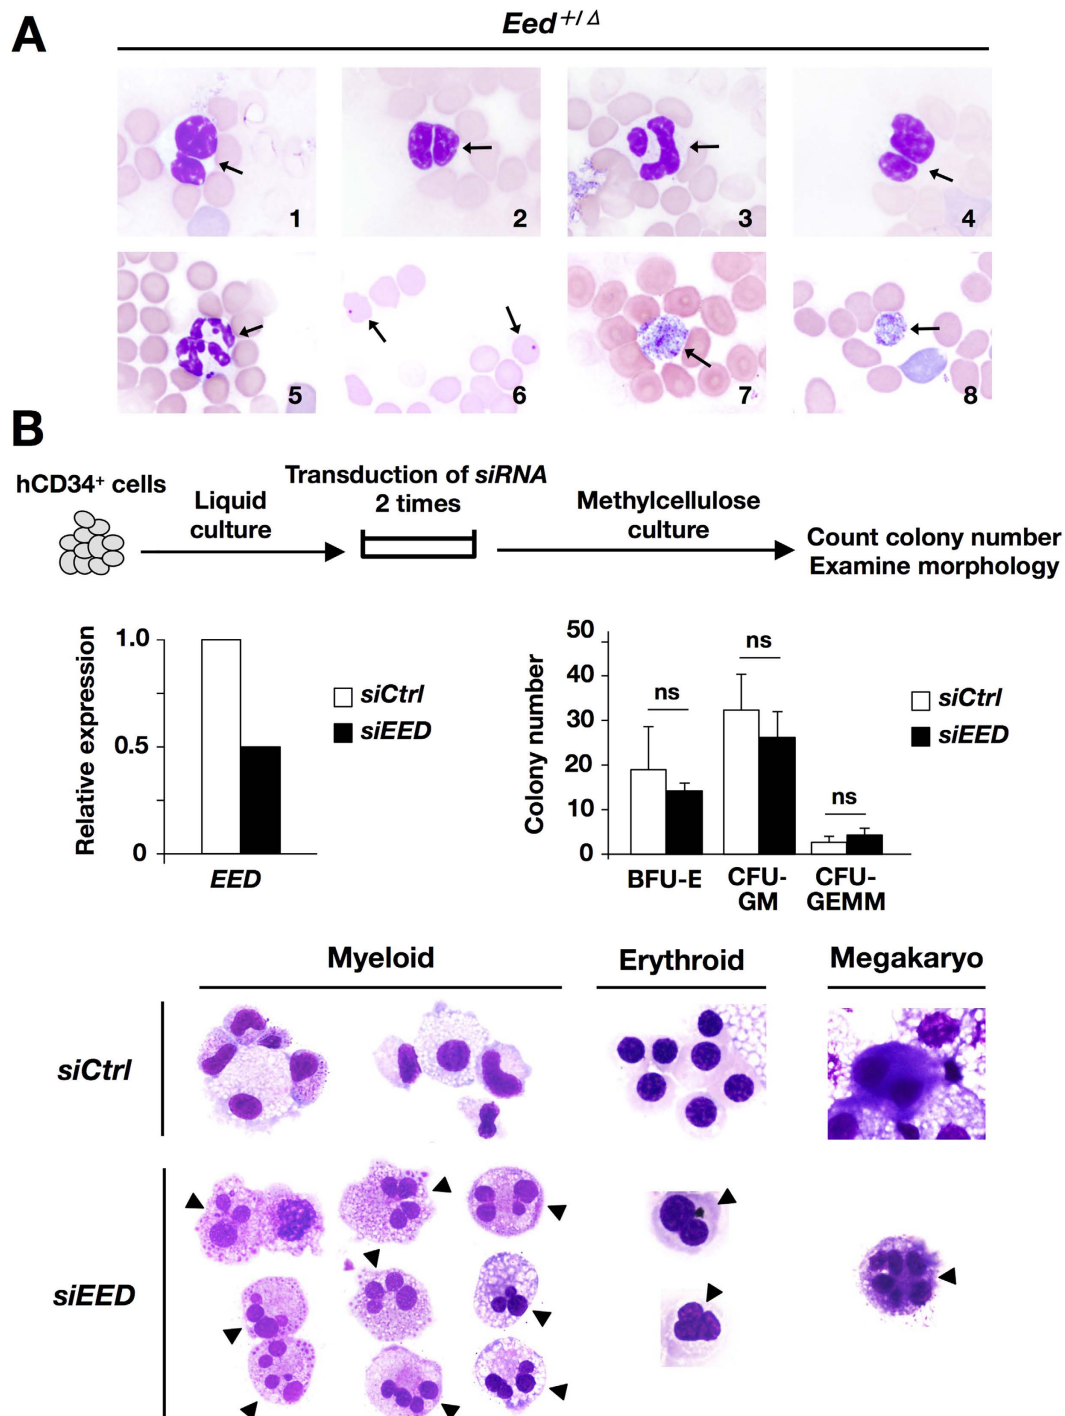 A
Eed+/Δ
1
2
3
4
5
6
7
8
B
hCD34+ cells
Liquid
culture
Transduction of siRNA
2 times
Methylcellulose
culture
Count colony number
Examine morphology
Relative expression
1.0
0.5
0
EED
siCtrl
siEED
Colony number
50
40
30
20
10
0
ns
ns
ns
BFU-E
CFU-
GM
CFU-
GEMM
siCtrl
siEED
Myeloid
Erythroid
Megakaryo
siCtrl
siEED